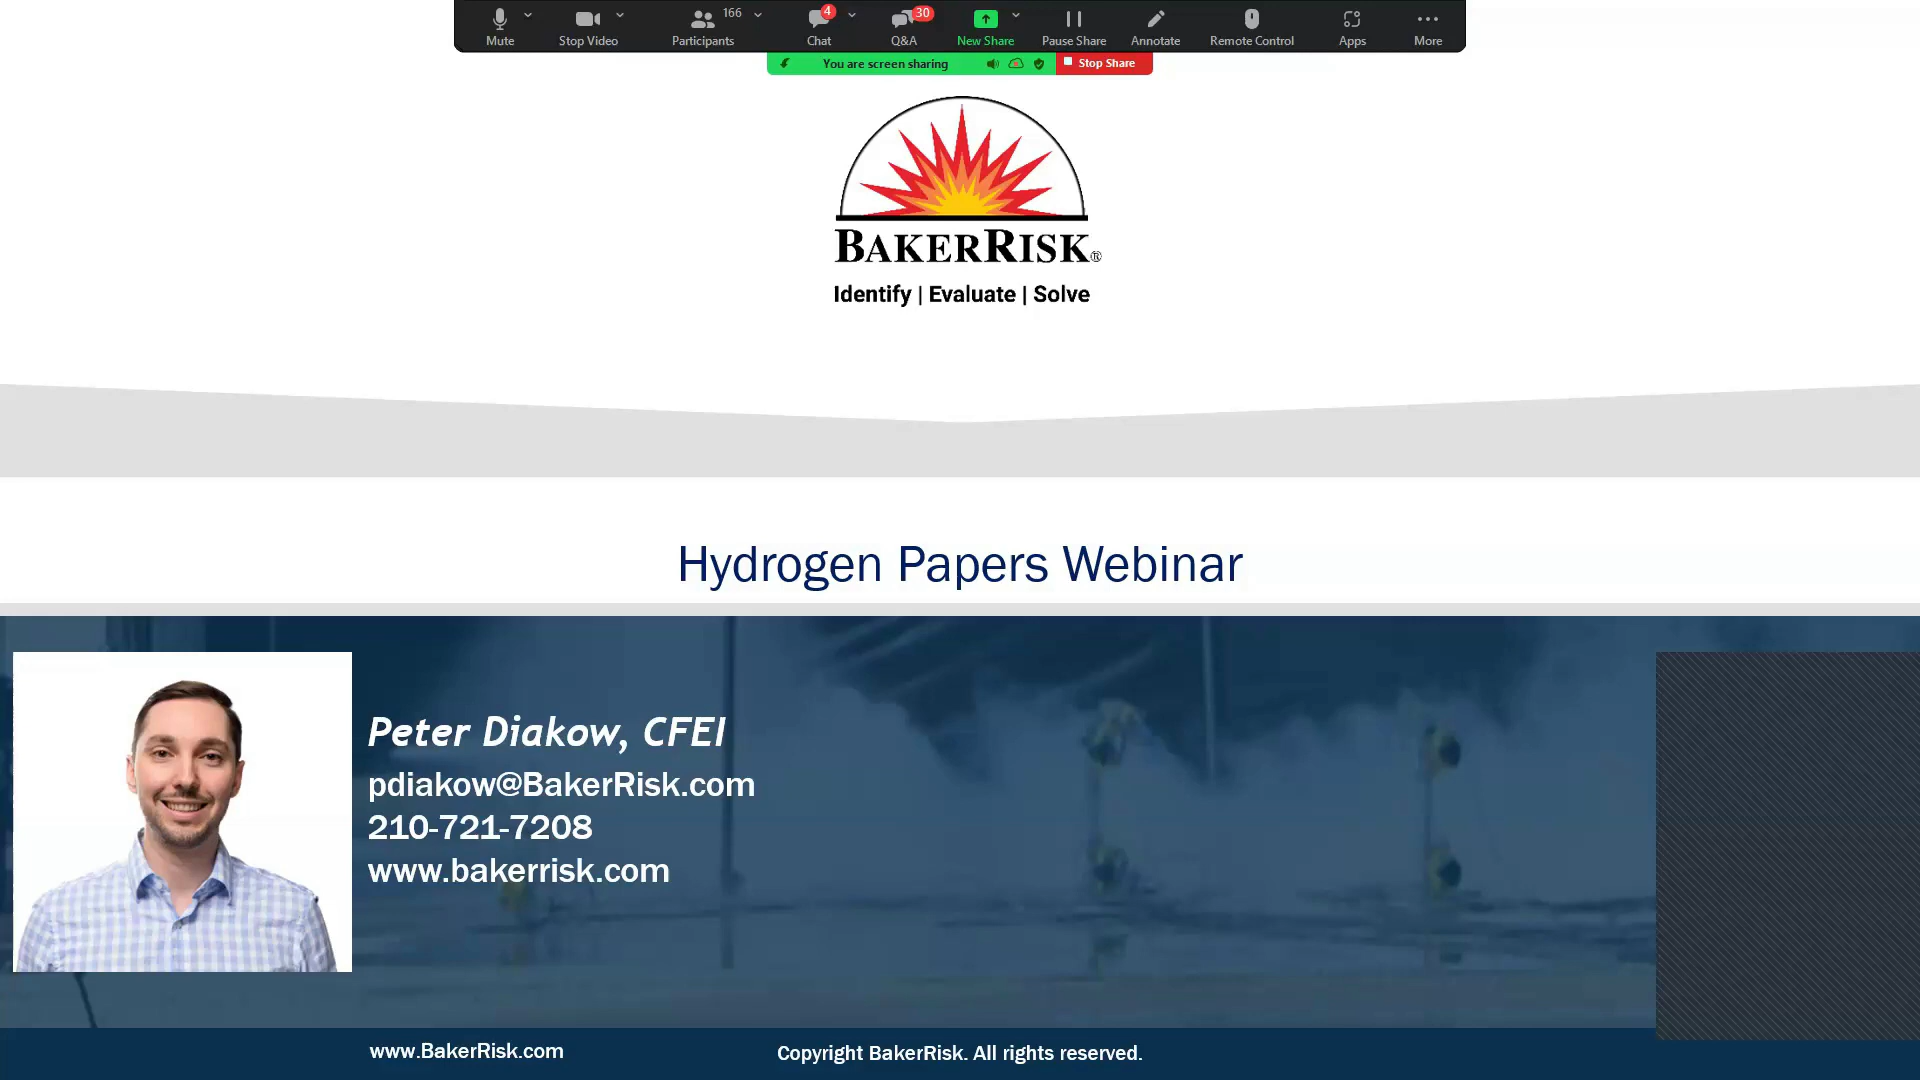 166
4
30
Mute
Stop Video
Participants
Chat
Q&A
New Share
Pause Share
Annotate
Remote Control
Apps
More
You are screen sharing
Stop Share
BAKERRISK®
Identify | Evaluate | Solve
Hydrogen Papers Webinar
Peter Diakow, CFEI
pdiakow@BakerRisk.com
210-721-7208
www.bakerrisk.com
www.BakerRisk.com
Copyright BakerRisk. All rights reserved.